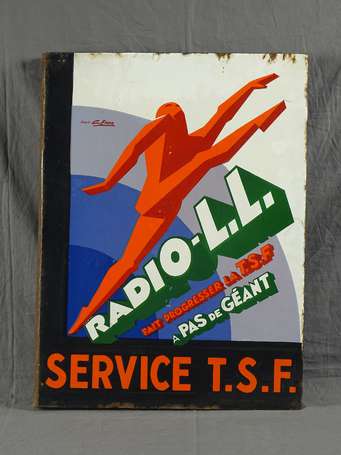 RADIO-L.L.
FAIT PROGRESSER LA T.S.F
A PAS DE GÉANT
SERVICE T.S.F.